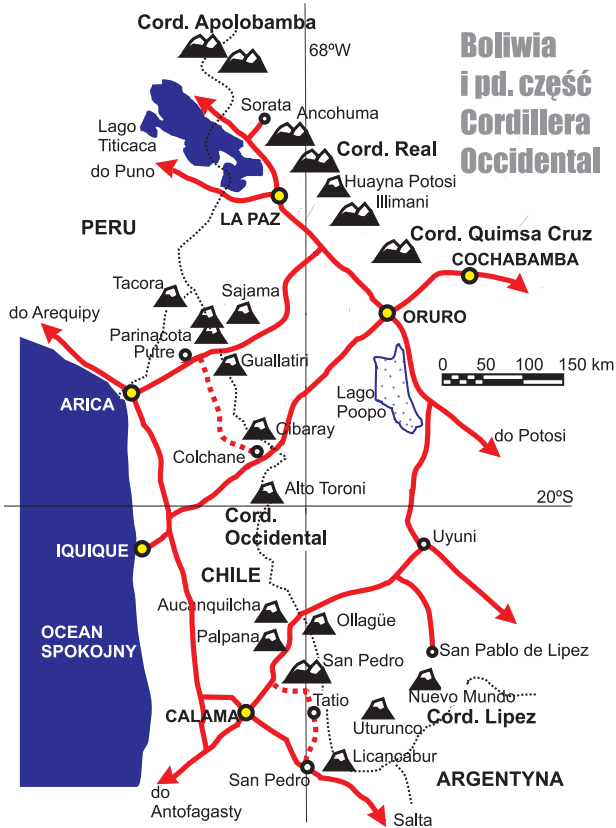 Cord. Apolobamba
68ºW
Boliwia
i pd. część
Cordillera
Occidental
Sorata
Ancohuma
Lago
Titicaca
Cord. Real
do Puno
Huayna Potosi
Illimani
LA PAZ
PERU
Cord. Quimsa Cruz
COCHABAMBA
Tacora
Sajama
do Arequipy
ORURO
Parinacota
Putre
Guallatiri
0 50 100 150 km
ARICA
Lago
Poopo
Cibaray
do Potosi
Colchane
Alto Toroni
20ºS
Cord.
Occidental
Uyuni
IQUIQUE
CHILE
Aucanquilcha
Ollagüe
OCEAN
SPOKOJNY
Palpana
San Pablo de Lipez
San Pedro
Nuevo Mundo
Tatio
Cord. Lipez
CALAMA
Uturunco
Licancabur
San Pedro
ARGENTYNA
do
Antofagasty
Salta